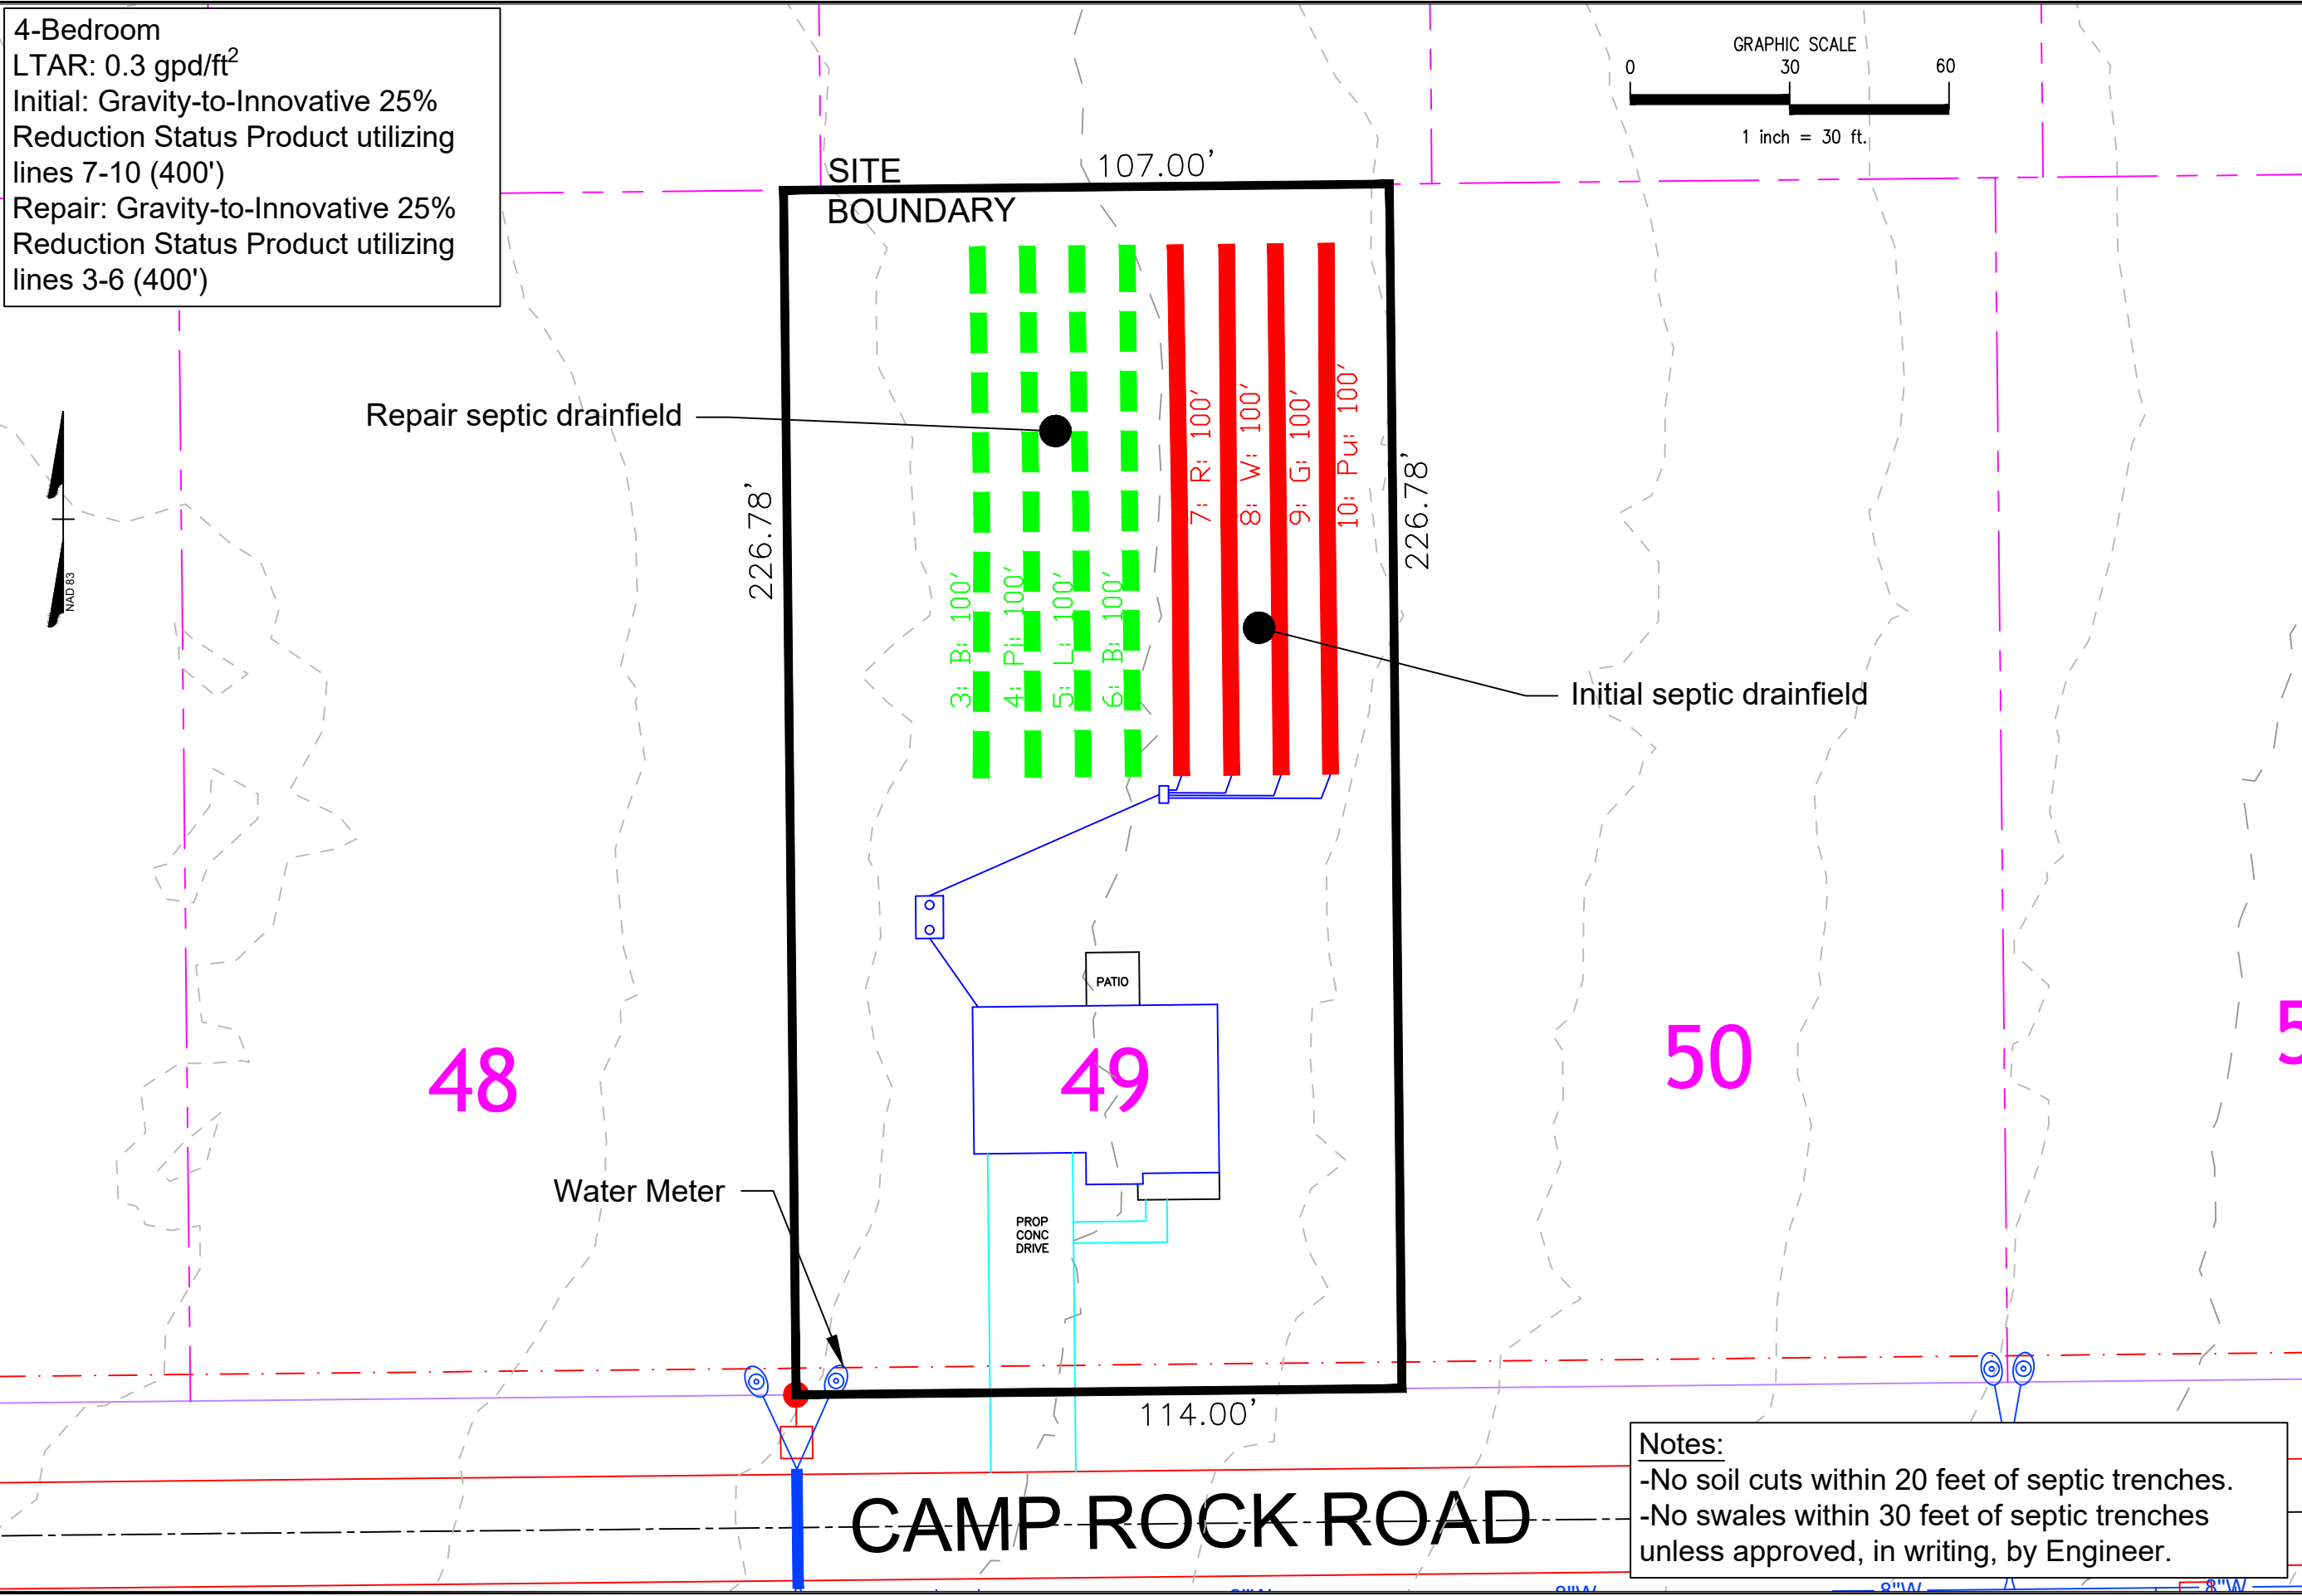 4-Bedroom
LTAR: 0.3 gpd/ft²
Initial: Gravity-to-Innovative 25%
Reduction Status Product utilizing
lines 7-10 (400')
Repair: Gravity-to-Innovative 25%
Reduction Status Product utilizing
lines 3-6 (400')
GRAPHIC SCALE
0 30 60
1 inch = 30 ft.
SITE
BOUNDARY
107.00'
Repair septic drainfield
226.78'
226.78'
NAD 83
3: B: 100'
4: Pi: 100'
5: L: 100'
6: B: 100'
7: R: 100'
8: W: 100'
9: G: 100'
10: Pu: 100'
Initial septic drainfield
PATIO
48
49
50
5
Water Meter
PROP
CONC
DRIVE
114.00'
CAMP ROCK ROAD
Notes:
-No soil cuts within 20 feet of septic trenches.
-No swales within 30 feet of septic trenches
unless approved, in writing, by Engineer.
8"W
8"W